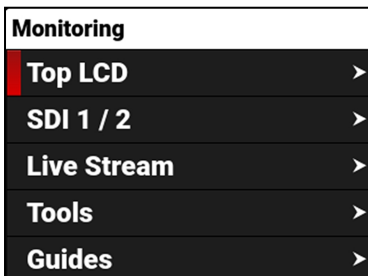 Monitoring
Top LCD
SDI 1 / 2
Live Stream
Tools
Guides